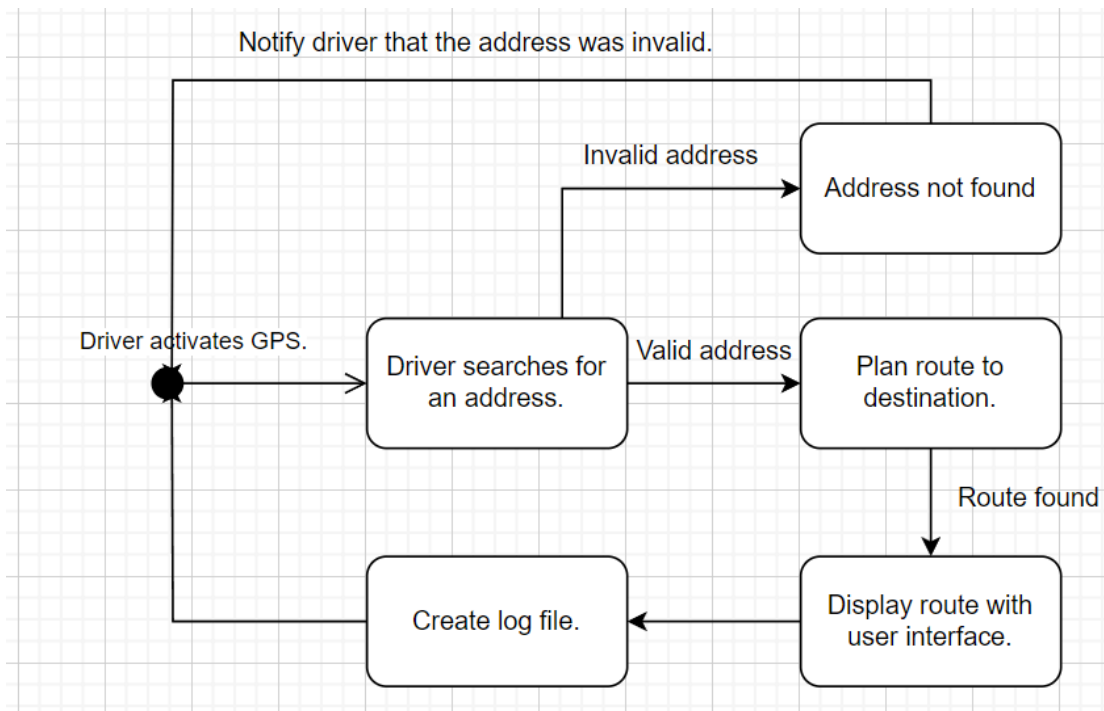 Notify driver that the address was invalid.
Invalid address
Address not found
Driver activates GPS.
Driver searches for
an address.
Valid address
Plan route to
destination.
Route found
Create log file.
Display route with
user interface.